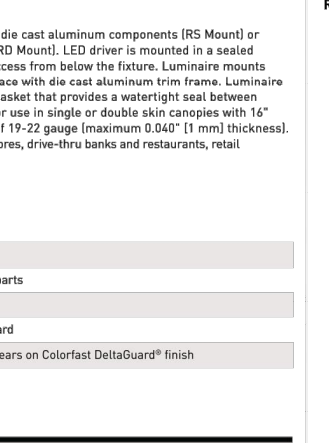 die cast aluminum components (RS Mount) or
RD Mount). LED driver is mounted in a sealed
ccess from below the fixture. Luminaire mounts
ace with die cast aluminum trim frame. Luminaire
asket that provides a watertight seal between
r use in single or double skin canopies with 16"
f 19-22 gauge (maximum 0.040" [1 mm] thickness).
ores, drive-thru banks and restaurants, retail
parts
ard
ears on Colorfast DeltaGuard® finish